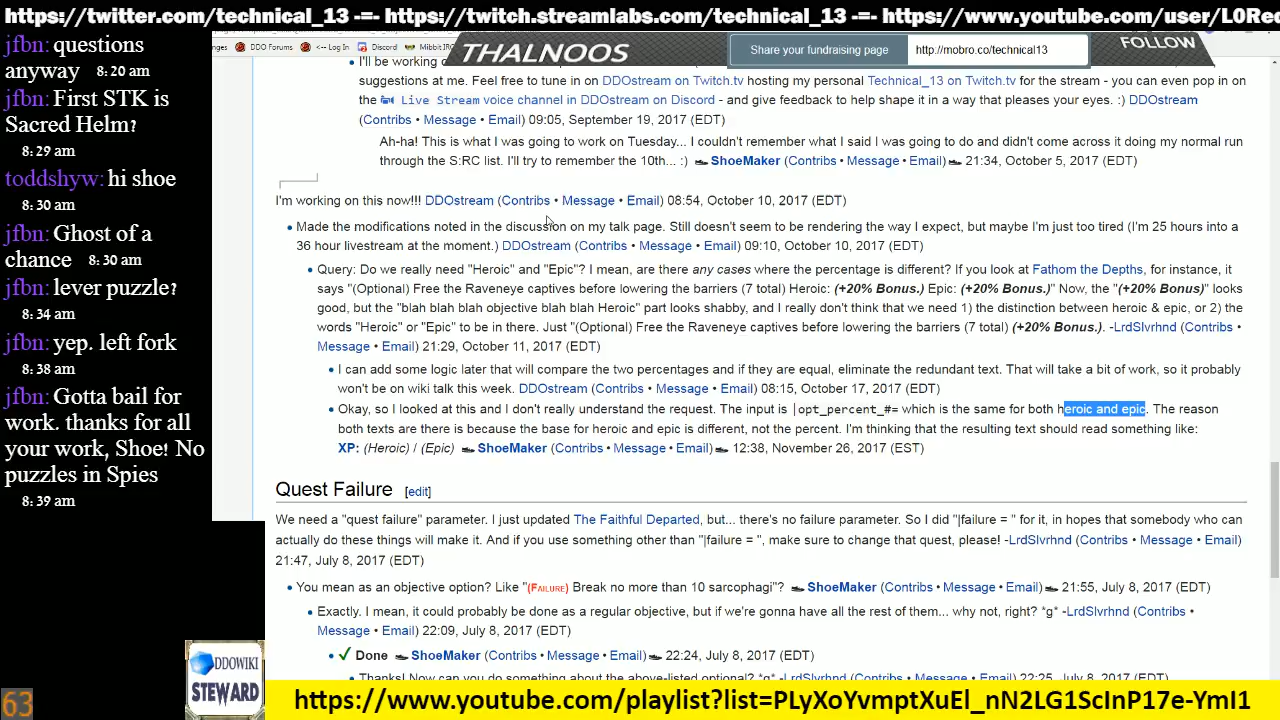 https://twitter.com/technical_13 -=- https://twitch.streamlabs.com/technical_13 -=- https://www.youtube.com/user/L0Rec
jfbn: questions
anyway 8:20 am
jfbn: First STK is
Sacred Helm?
8:29 am
toddshyw: hi shoe
8:30 am
jfbn: Ghost of a
chance 8:30 am
jfbn: lever puzzle?
8:34 am
jfbn: yep. left fork
8:38 am
jfbn: Gotta bail for
work. thanks for all
your work, Shoe! No
puzzles in Spies
8:39 am
nges DDO Forums <-- Log In Discord Mibbit IRC
THALNOOS
Share your fundraising page http://mobro.co/technical13
FOLLOW
suggestions at me. Feel free to tune in on DDOstream on Twitch.tv hosting my personal Technical_13 on Twitch.tv for the stream - you can even pop in on
the Live Stream voice channel in DDOstream on Discord - and give feedback to help shape it in a way that pleases your eyes. :) DDOstream
(Contribs • Message • Email) 09:05, September 19, 2017 (EDT)
Ah-ha! This is what I was going to work on Tuesday... I couldn't remember what I said I was going to do and didn't come across it doing my normal run
through the S:RC list. I'll try to remember the 10th... :) ShoeMaker (Contribs • Message • Email) 21:34, October 5, 2017 (EDT)
I'm working on this now!!! DDOstream (Contribs • Message • Email) 08:54, October 10, 2017 (EDT)
• Made the modifications noted in the discussion on my talk page. Still doesn't seem to be rendering the way I expect, but maybe I'm just too tired (I'm 25 hours into a
36 hour livestream at the moment.) DDOstream (Contribs • Message • Email) 09:10, October 10, 2017 (EDT)
• Query: Do we really need "Heroic" and "Epic"? I mean, are there any cases where the percentage is different? If you look at Fathom the Depths, for instance, it
says "(Optional) Free the Raveneye captives before lowering the barriers (7 total) Heroic: (+20% Bonus.) Epic: (+20% Bonus.)" Now, the "(+20% Bonus)" looks
good, but the "blah blah blah objective blah blah Heroic" part looks shabby, and I really don't think that we need 1) the distinction between heroic & epic, or 2) the
words "Heroic" or "Epic" to be in there. Just "(Optional) Free the Raveneye captives before lowering the barriers (7 total) (+20% Bonus.) -LrdSlvrhnd (Contribs •
Message • Email) 21:29, October 11, 2017 (EDT)
• I can add some logic later that will compare the two percentages and if they are equal, eliminate the redundant text. That will take a bit of work, so it probably
won't be on wiki talk this week. DDOstream (Contribs • Message • Email) 08:15, October 17, 2017 (EDT)
• Okay, so I looked at this and I don't really understand the request. The input is |opt_percent_#= which is the same for both heroic and epic. The reason
both texts are there is because the base for heroic and epic is different, not the percent. I'm thinking that the resulting text should read something like:
XP: (Heroic) / (Epic) ShoeMaker (Contribs • Message • Email) 12:38, November 26, 2017 (EST)
Quest Failure [edit]
We need a "quest failure" parameter. I just updated The Faithful Departed, but... there's no failure parameter. So I did "|failure = " for it, in hopes that somebody who can
actually do these things will make it. And if you use something other than "|failure = ", make sure to change that quest, please! -LrdSlvrhnd (Contribs • Message • Email)
21:47, July 8, 2017 (EDT)
• You mean as an objective option? Like "(Failure) Break no more than 10 sarcophagi"? ShoeMaker (Contribs • Message • Email) 21:55, July 8, 2017 (EDT)
• Exactly. I mean, it could probably be done as a regular objective, but if we're gonna have all the rest of them... why not, right? *g* -LrdSlvrhnd (Contribs •
Message • Email) 22:09, July 8, 2017 (EDT)
• Done ShoeMaker (Contribs • Message • Email) 22:24, July 8, 2017 (EDT)
• Thanks! Now can you do something about the above-listed optional? *g* -LrdSlvrhnd (Contribs • Message • Email) 22:25, July 8, 2017 (EDT)
DDOWIKI
STEWARD
63
https://www.youtube.com/playlist?list=PLyXoYvmptXuEl_nN2LG1ScInP17e-YmI1